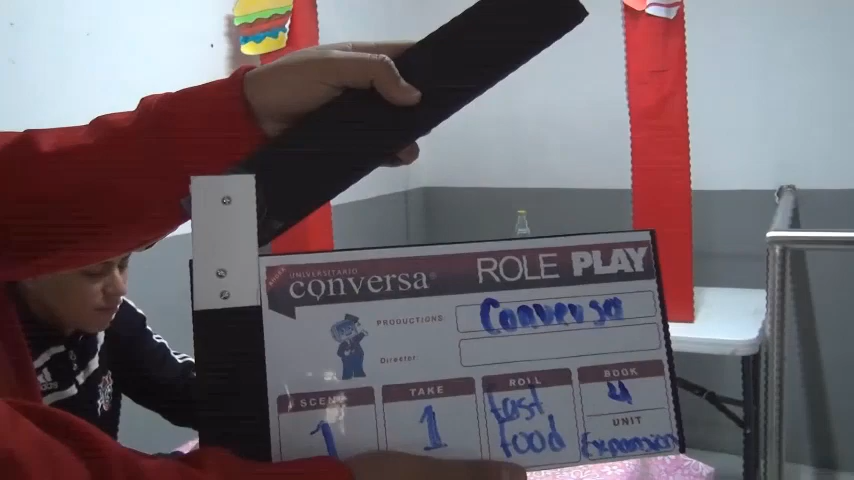 UNIVERSITARIO
conversa®
ROLE PLAY
PRODUCTIONS
Conversa
Director
SCENE
TAKE
ROLL
BOOK
1
1
fast
food
4
UNIT
Expansion